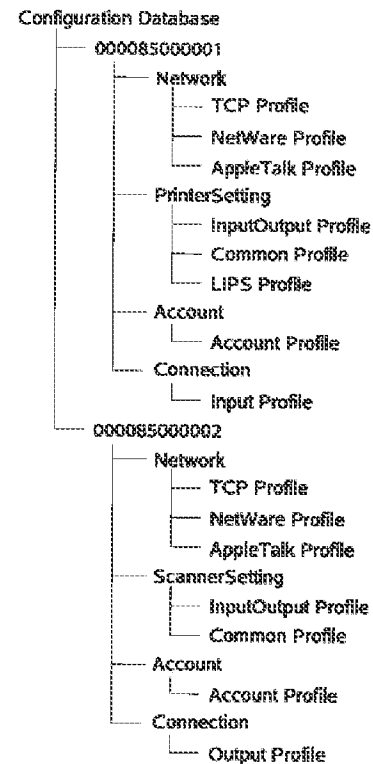 Configuration Database
000085000001
Network
TCP Profile
NetWare Profile
AppleTalk Profile
PrinterSetting
InputOutput Profile
Common Profile
LIPS Profile
Account
Account Profile
Connection
Input Profile
000085000002
Network
TCP Profile
NetWare Profile
AppleTalk Profile
ScannerSetting
InputOutput Profile
Common Profile
Account
Account Profile
Connection
Output Profile